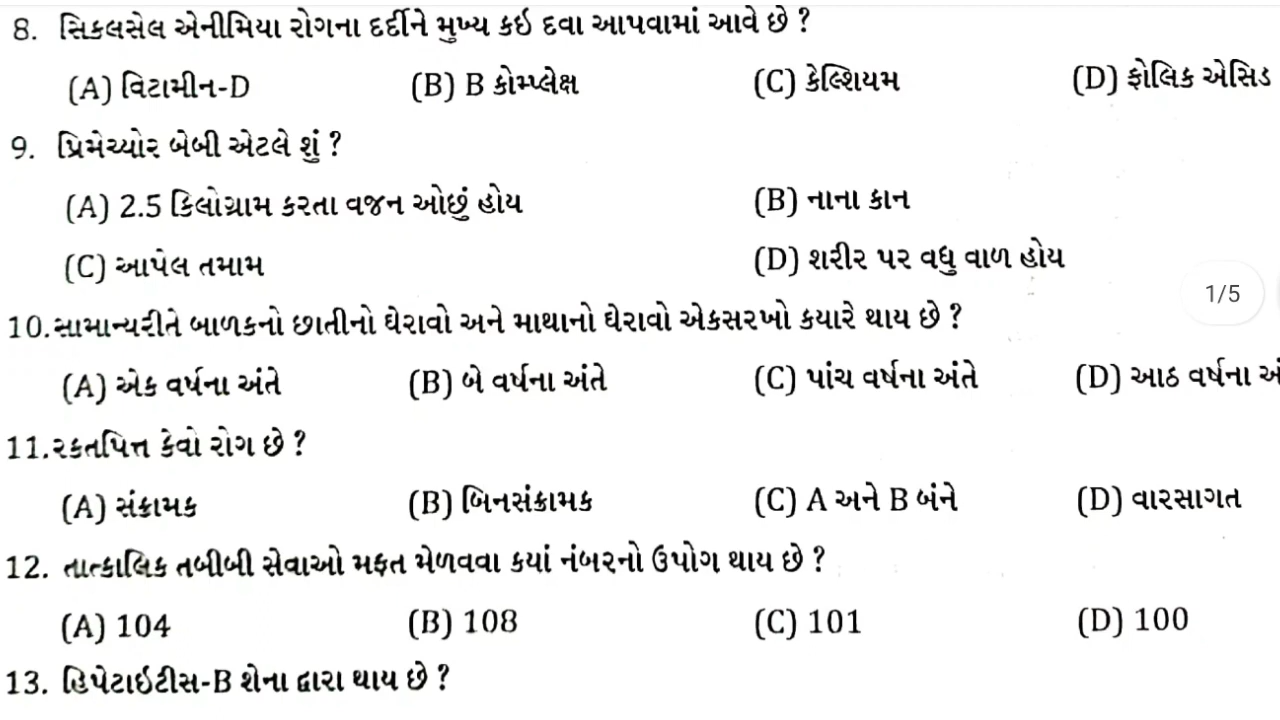 8. સિકલસેલ એનીમિયા રોગના દર્દીને મુખ્ય કઇ દવા આપવામાં આવે છે ?
(A) વિટામીન-D (B) B કોમ્પ્લેક્ષ (C) કેલ્શિયમ (D) ફોલિક એસિડ
9. પ્રિમેચ્યોર બેબી એટલે શું ?
(A) 2.5 કિલોગ્રામ કરતા વજન ઓછું હોય (B) નાના કાન
(C) આપેલ તમામ (D) શરીર પર વધુ વાળ હોય
1/5
10.સામાન્યરીતે બાળકનો છાતીનો ઘેરાવો અને માથાનો ઘેરાવો એકસરખો કયારે થાય છે ?
(A) એક વર્ષના અંતે (B) બે વર્ષના અંતે (C) પાંચ વર્ષના અંતે (D) આઠ વર્ષના
11.રકતપિત્ત કેવો રોગ છે ?
(A) સંક્રામક (B) બિનસંક્રામક (C) A અને B બંને (D) વારસાગત
12. તાત્કાલિક તબીબી સેવાઓ મફત મેળવવા કયાં નંબરનો ઉપોગ થાય છે ?
(A) 104 (B) 108 (C) 101 (D) 100
13. હિપેટાઇટીસ-B શેના દ્વારા થાય છે ?